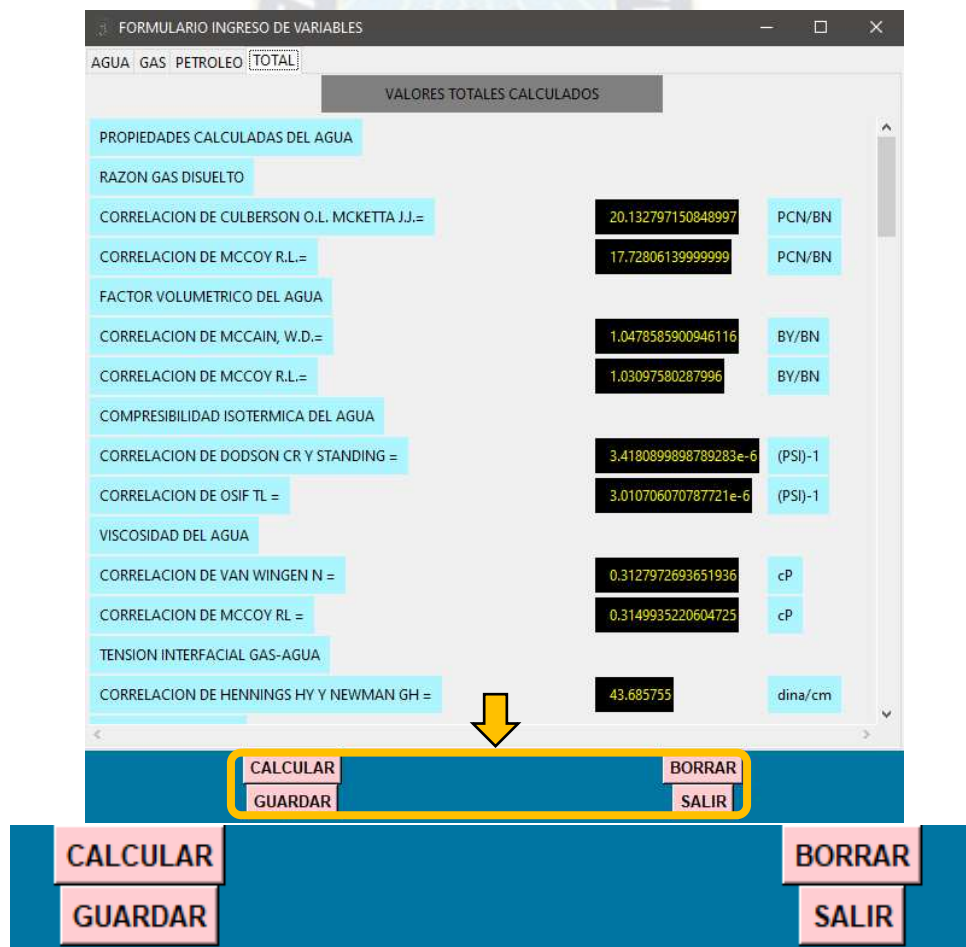 FORMULARIO INGRESO DE VARIABLES
AGUA GAS PETROLEO TOTAL
VALORES TOTALES CALCULADOS
PROPIEDADES CALCULADAS DEL AGUA
RAZON GAS DISUELTO
CORRELACION DE CULBERSON O.L. MCKETTA J.J.= 20.132797150848997 PCN/BN
CORRELACION DE MCCOY R.L.= 17.72806139999999 PCN/BN
FACTOR VOLUMETRICO DEL AGUA
CORRELACION DE MCCAIN, W.D.= 1.0478585900946116 BY/BN
CORRELACION DE MCCOY R.L.= 1.03097580287996 BY/BN
COMPRESIBILIDAD ISOTERMICA DEL AGUA
CORRELACION DE DODSON CR Y STANDING = 3.4180899898789283e-6 (PSI)-1
CORRELACION DE OSIF TL = 3.010706070787721e-6 (PSI)-1
VISCOSIDAD DEL AGUA
CORRELACION DE VAN WINGEN N = 0.3127972693651936 cP
CORRELACION DE MCCOY RL = 0.3149935220604725 cP
TENSION INTERFACIAL GAS-AGUA
CORRELACION DE HENNINGS HY Y NEWMAN GH = 43.685755 dina/cm
CALCULAR BORRAR
GUARDAR SALIR
CALCULAR BORRAR
GUARDAR SALIR